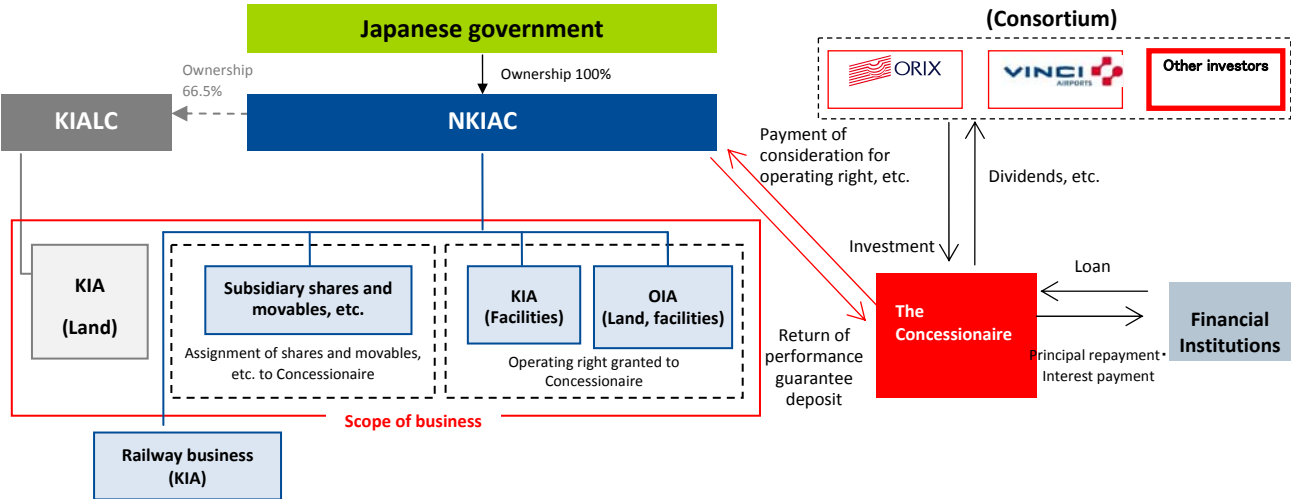 Japanese government
(Consortium)
ORIX
VINCI
AIRPORTS
Other investors
Ownership
66.5%
Ownership 100%
KIALC
NKIAC
Payment of
consideration for
operating right, etc.
Dividends, etc.
Investment
KIA
(Land)
Subsidiary shares and
movables, etc.
Assignment of shares and movables,
etc. to Concessionaire
KIA
(Facilities)
OIA
(Land, facilities)
Operating right granted to
Concessionaire
Scope of business
Railway business
(KIA)
Return of
performance
guarantee
deposit
The
Concessionaire
Loan
Principal repayment・
Interest payment
Financial
Institutions